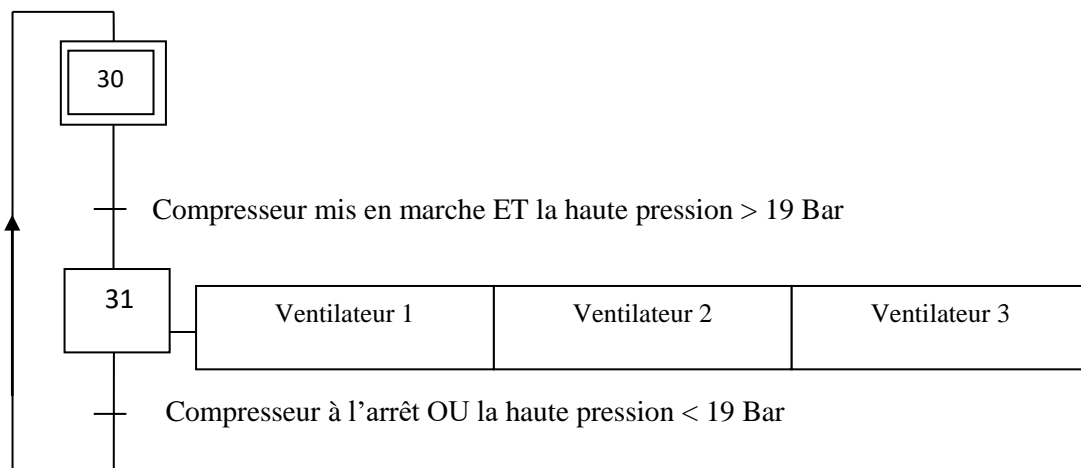 30
Compresseur mis en marche ET la haute pression > 19 Bar
31
Ventilateur 1
Ventilateur 2
Ventilateur 3
Compresseur à l’arrêt OU la haute pression < 19 Bar